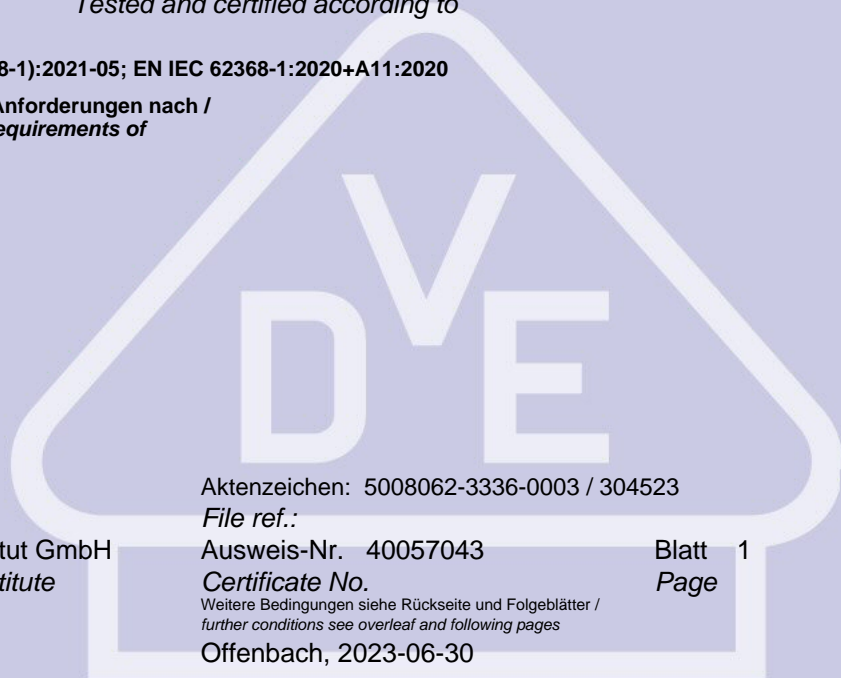 Tested and certified according to
8-1):2021-05; EN IEC 62368-1:2020+A11:2020
Anforderungen nach /
equirements of
VDE
Aktenzeichen: 5008062-3336-0003 / 304523
File ref.:
tut GmbH Ausweis-Nr. 40057043 Blatt 1
titute Certificate No. Page
Weitere Bedingungen siehe Rückseite und Folgeblätter /
further conditions see overleaf and following pages
Offenbach, 2023-06-30